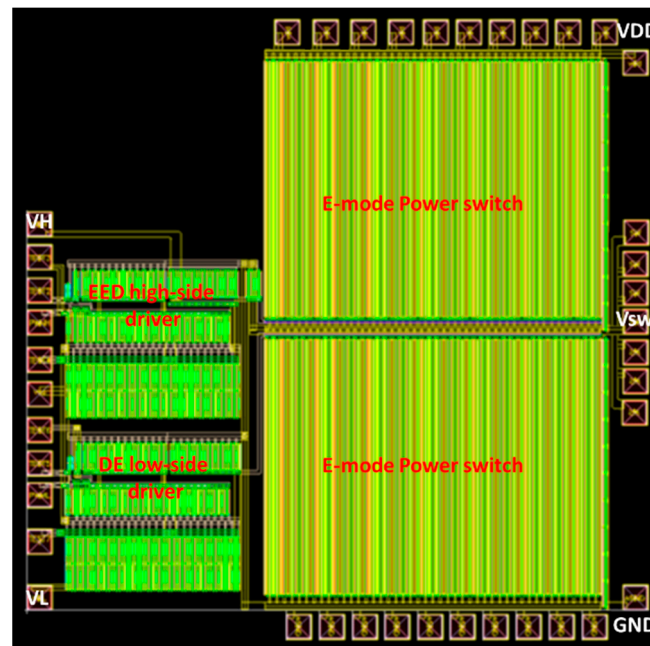 VDD
E-mode Power switch
VH
EED high-side
driver
Vsw
DE low-side
driver
E-mode Power switch
VL
GND